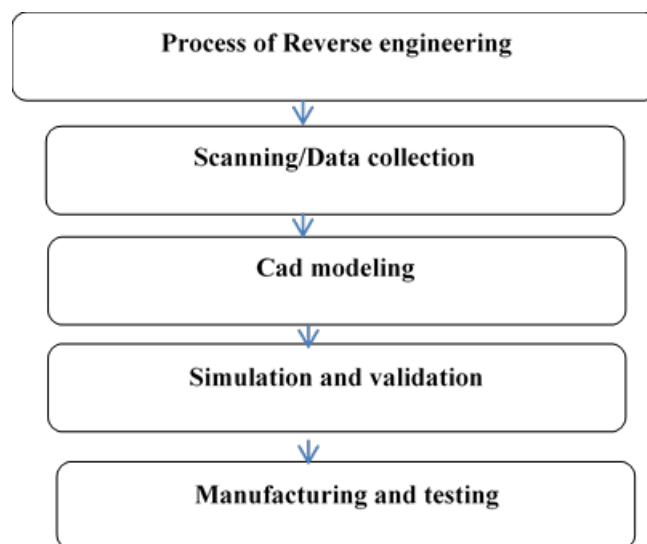 Process of Reverse engineering
Scanning/Data collection
Cad modeling
Simulation and validation
Manufacturing and testing